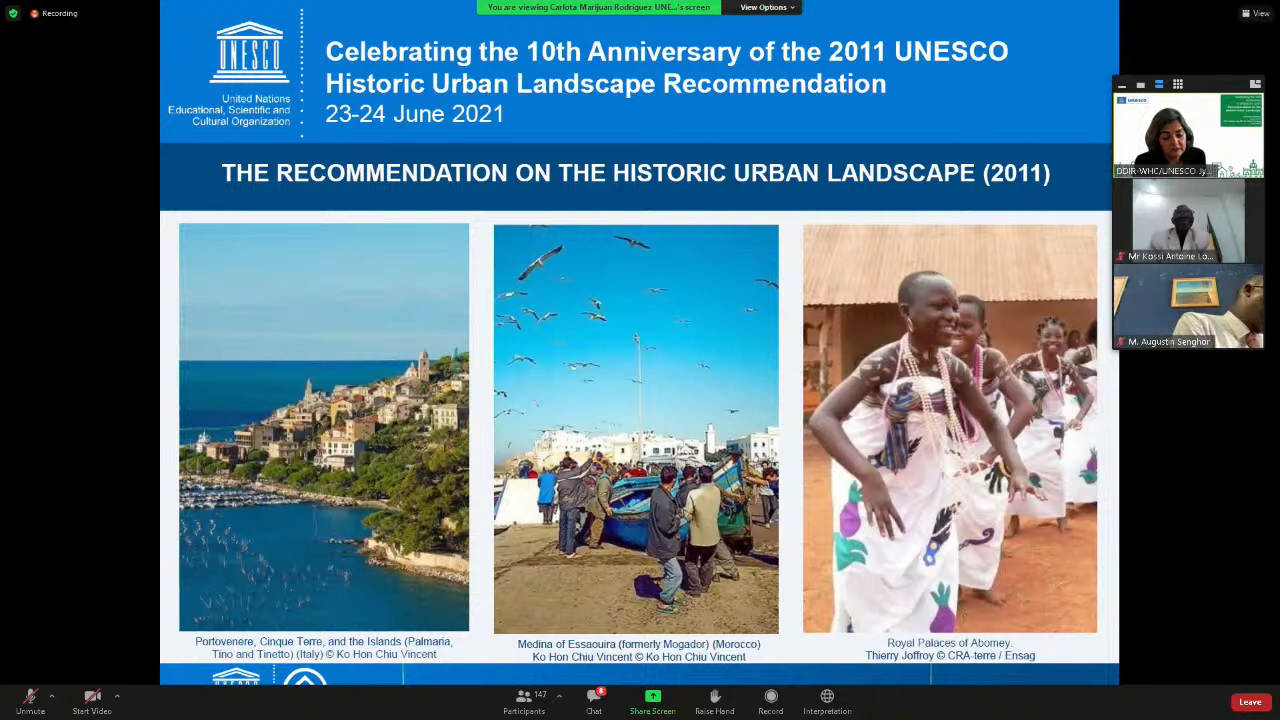 Recording
You are viewing Carlota Marijuan Rodriguez UNE...'s screen
View Options
View
UNESCO
United Nations
Educational, Scientific and
Cultural Organization
Celebrating the 10th Anniversary of the 2011 UNESCO
Historic Urban Landscape Recommendation
23-24 June 2021
THE RECOMMENDATION ON THE HISTORIC URBAN LANDSCAPE (2011)
unesco
DDIR-WHC/UNESCO Jy...
Mr Kossi Antoine Lo...
M. Augustin Senghor
Portovenere, Cinque Terre, and the Islands (Palmaria,
Tino and Tinetto) (Italy) © Ko Hon Chiu Vincent
Medina of Essaouira (formerly Mogador) (Morocco)
Ko Hon Chiu Vincent © Ko Hon Chiu Vincent
Royal Palaces of Abomey.
Thierry Joffroy © CRA-terre / Ensag
Unmute
Start Video
147
Participants
8
Chat
Share Screen
Raise Hand
Record
Interpretation
Leave